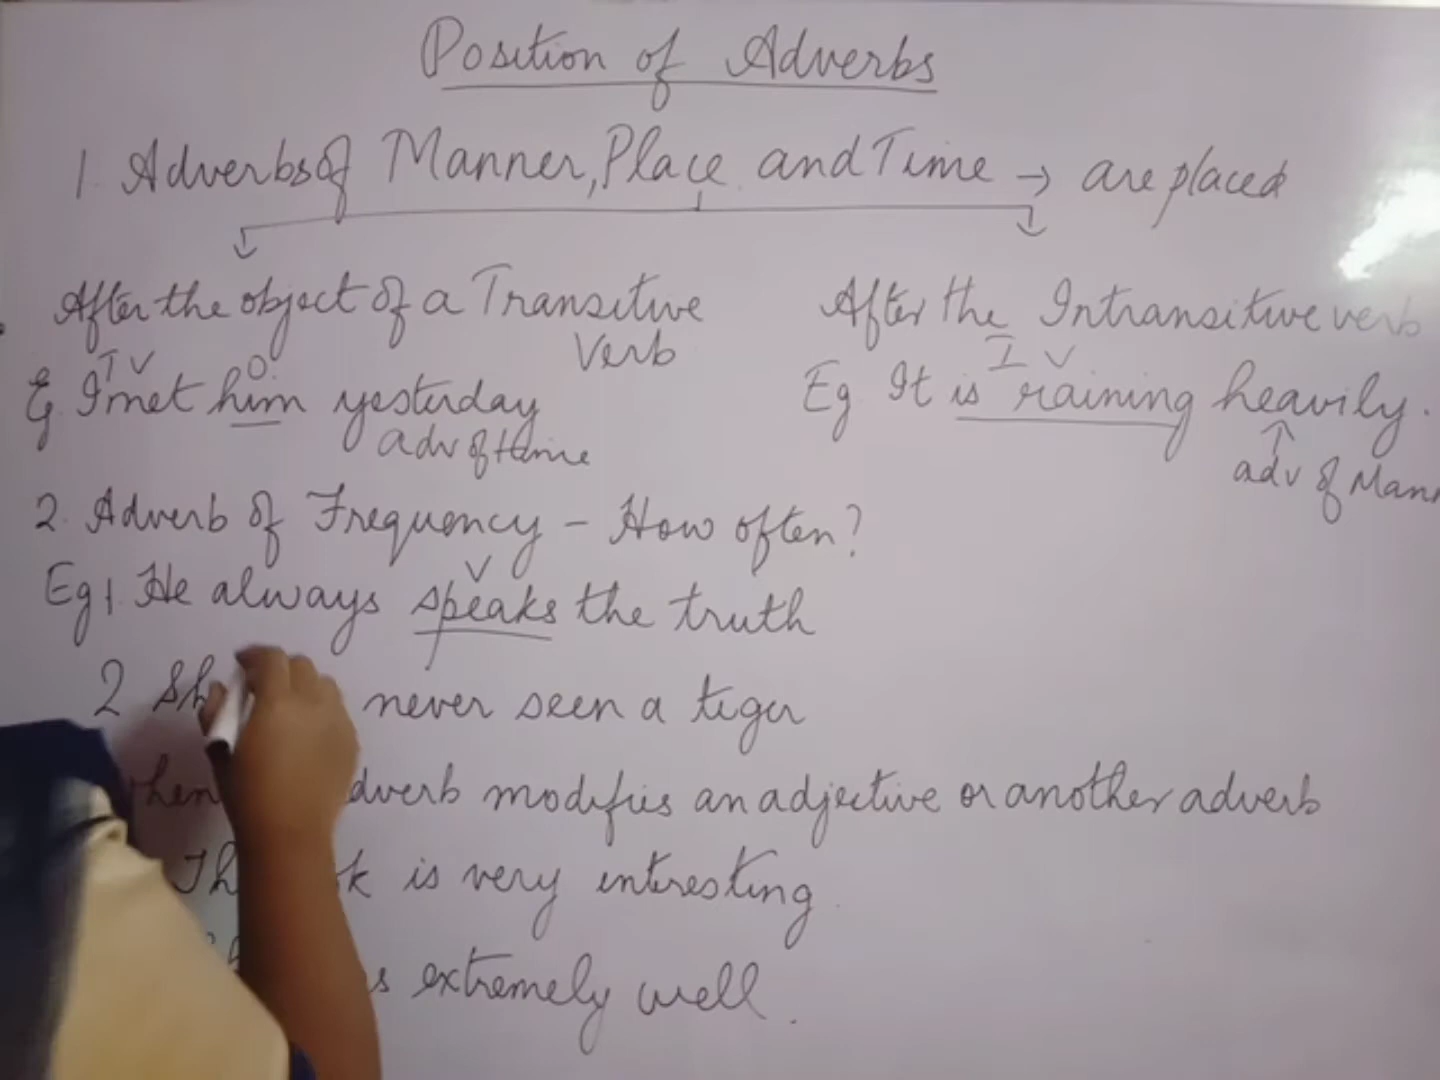 Position of Adverbs
1. Adverbs of Manner, Place and Time → are placed
After the object of a Transitive Verb
After the Intransitive verb
TV O
Eg. I met him yesterday
adv of time
I V
Eg It is raining heavily.
adv of Mann
2. Adverb of Frequency - How often?
V
Eg 1. He always speaks the truth
2 never seen a tiger
modifies an adjective or another adverb
is very interesting
extremely well.